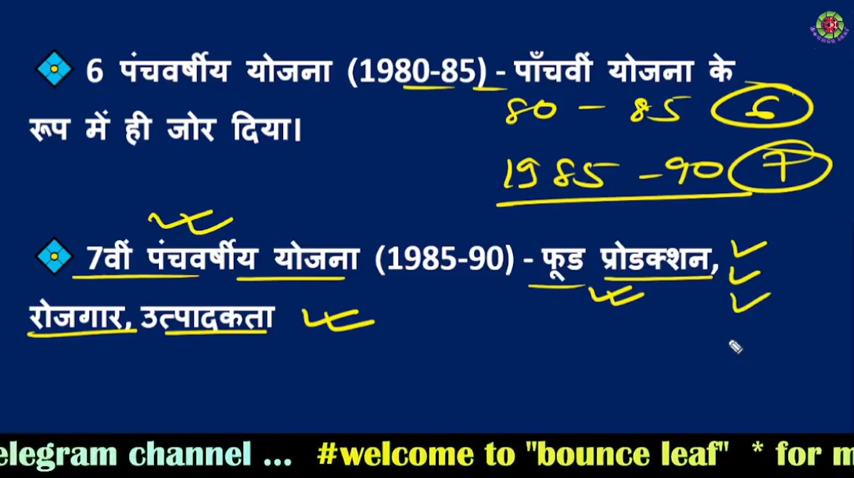 6 पंचवर्षीय योजना (1980-85) - पाँचवीं योजना के
रूप में ही जोर दिया।
80 - 85 6
1985 - 90 7
7वीं पंचवर्षीय योजना (1985-90) - फूड प्रोडक्शन,
रोजगार, उत्पादकता
elegram channel ... #welcome to "bounce leaf" * for m